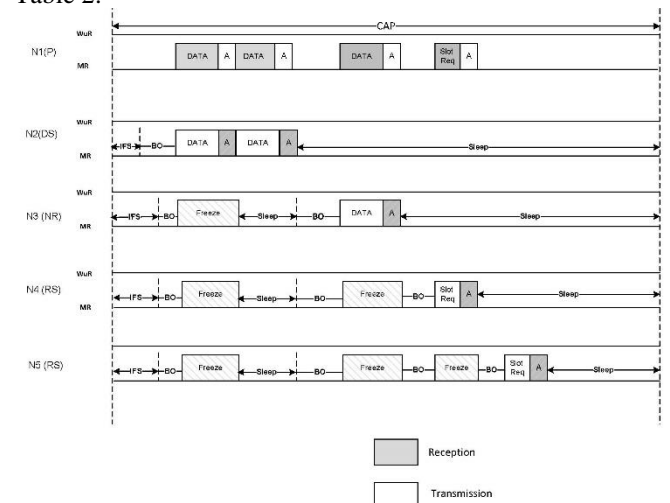 Table 2.
CAP
WuR
N1(P)
DATA A DATA A DATA A Slot Req A
MR
WuR
N2(DS)
IFS BO DATA A DATA A Sleep
MR
WuR
N3 (NR)
IFS BO Freeze Sleep BO DATA A Sleep
MR
WuR
N4 (RS)
IFS BO Freeze Sleep BO Freeze BO Slot Req A Sleep
MR
N5 (RS)
IFS BO Freeze Sleep BO Freeze BO Freeze BO Slot Req A Sleep
Reception
Transmission